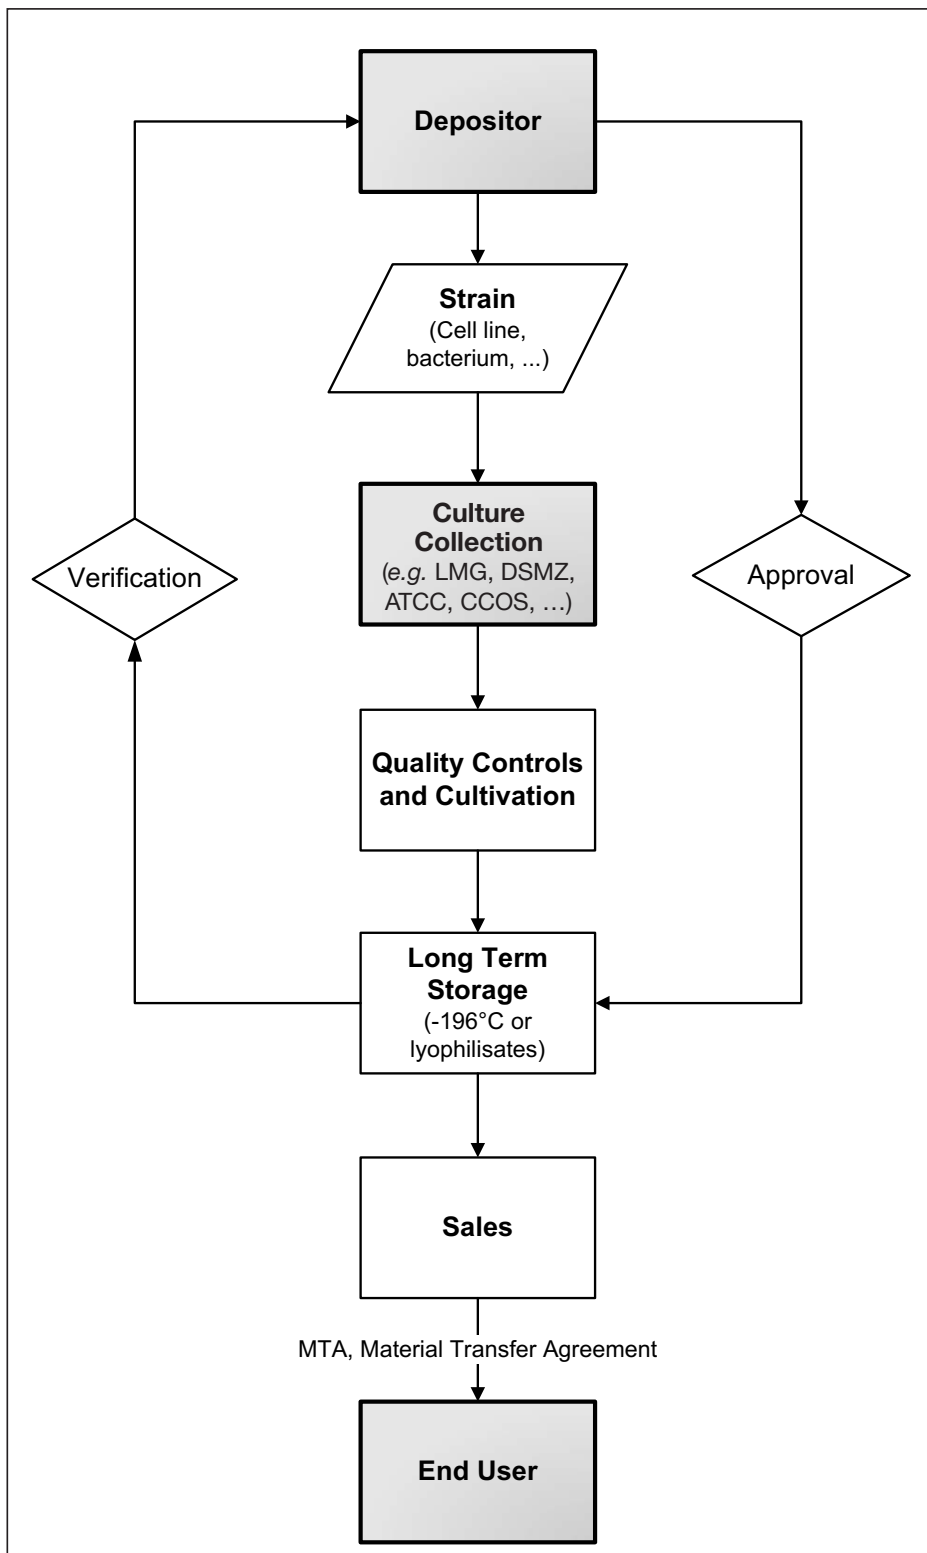 Depositor
Strain
(Cell line,
bacterium, ...)
Culture
Collection
(e.g. LMG, DSMZ,
ATCC, CCOS, …)
Verification
Approval
Quality Controls
and Cultivation
Long Term
Storage
(-196°C or
lyophilisates)
Sales
MTA, Material Transfer Agreement
End User